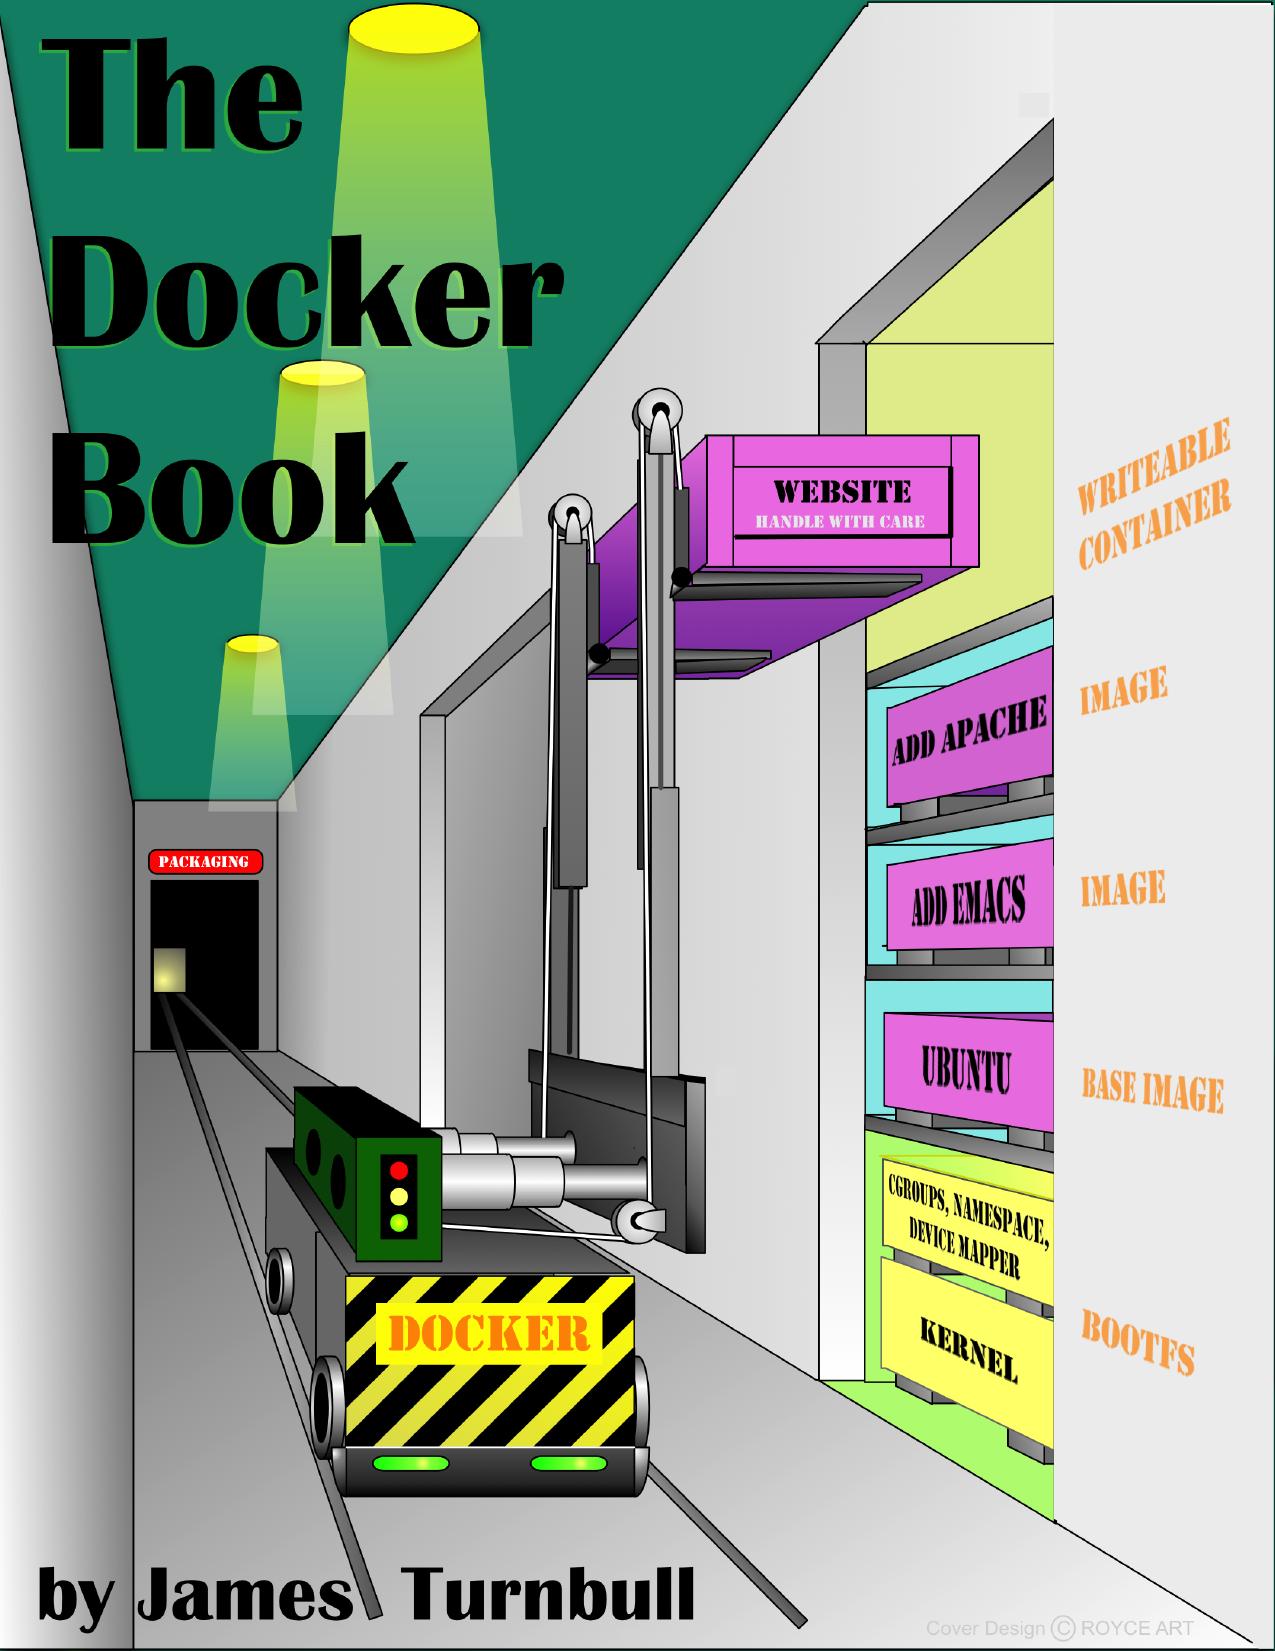 The
Docker
Book
WRITEABLE
CONTAINER
WEBSITE
HANDLE WITH CARE
IMAGE
ADD APACHE
PACKAGING
IMAGE
ADD EMACS
UBUNTU
BASE IMAGE
CGROUPS, NAMESPACE,
DEVICE MAPPER
KERNEL
BOOTFS
DOCKER
by James Turnbull
Cover Design © ROYCE ART